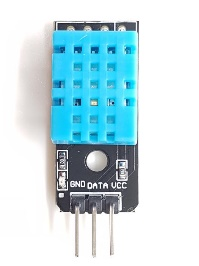 GND DATA VCC